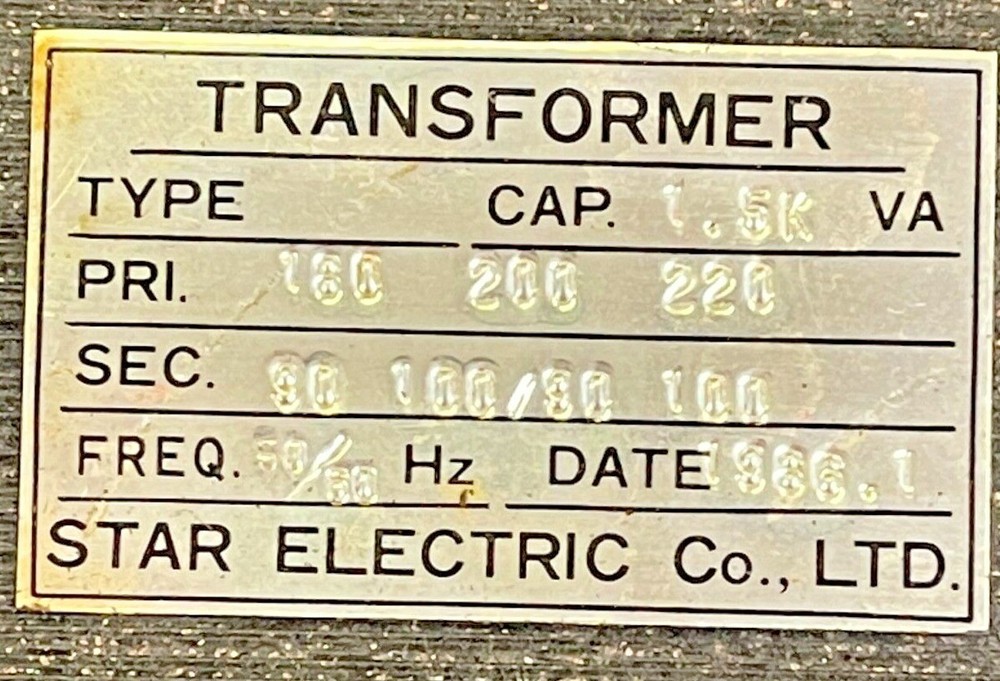 TRANSFORMER
TYPE CAP. 1.5K VA
PRI. 180 200 220
SEC. 90 100/90 100
FREQ. 50/60 Hz DATE 1986.1
STAR ELECTRIC Co., LTD.